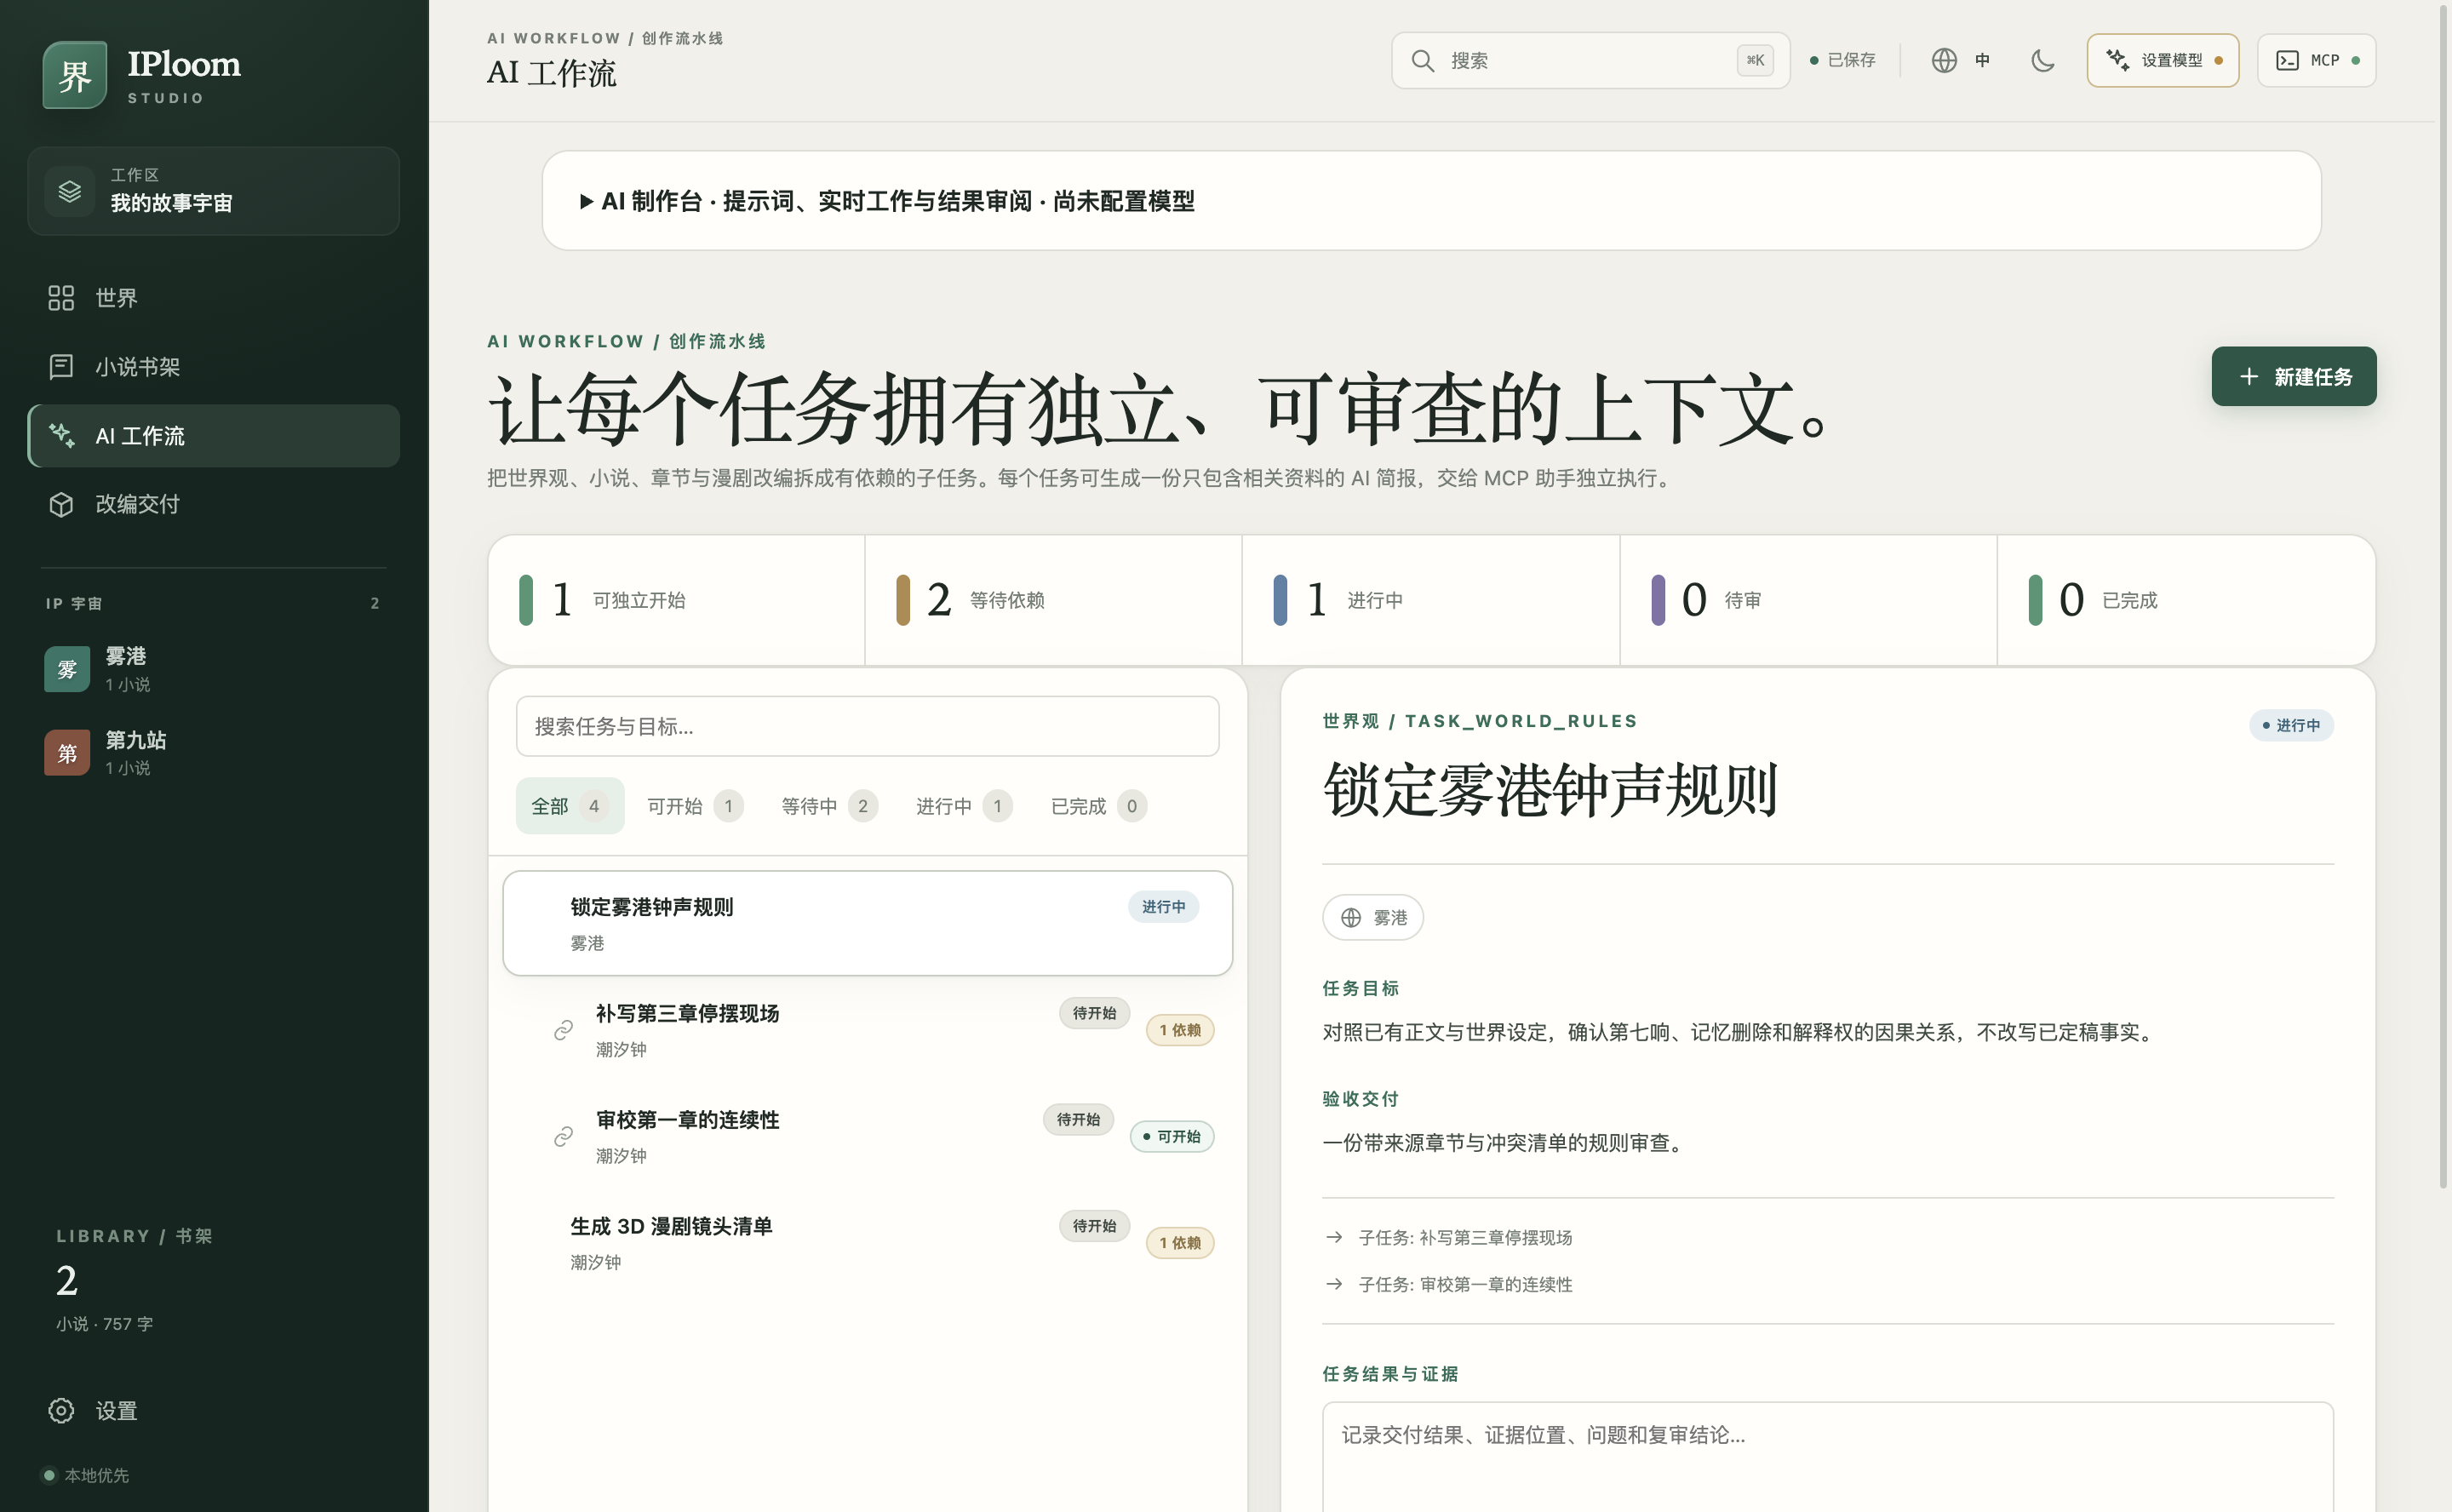 界
IPloom
STUDIO
工作区
我的故事宇宙
世界
小说书架
AI 工作流
改编交付
IP 宇宙 2
雾
雾港
1 小说
第
第九站
1 小说
LIBRARY / 书架
2
小说 · 757 字
设置
本地优先
AI WORKFLOW / 创作流水线
AI 工作流
搜索 ⌘K
已保存
中
设置模型
MCP
▶ AI 制作台 · 提示词、实时工作与结果审阅 · 尚未配置模型
AI WORKFLOW / 创作流水线
让每个任务拥有独立、可审查的上下文。
把世界观、小说、章节与漫剧改编拆成有依赖的子任务。每个任务可生成一份只包含相关资料的 AI 简报，交给 MCP 助手独立执行。
新建任务
1 可独立开始
2 等待依赖
1 进行中
0 待审
0 已完成
搜索任务与目标...
全部 4 可开始 1 等待中 2 进行中 1 已完成 0
锁定雾港钟声规则 进行中
雾港
补写第三章停摆现场 待开始 1 依赖
潮汐钟
审校第一章的连续性 待开始 可开始
潮汐钟
生成 3D 漫剧镜头清单 待开始 1 依赖
潮汐钟
世界观 / TASK_WORLD_RULES
进行中
锁定雾港钟声规则
雾港
任务目标
对照已有正文与世界设定，确认第七响、记忆删除和解释权的因果关系，不改写已定稿事实。
验收交付
一份带来源章节与冲突清单的规则审查。
→ 子任务: 补写第三章停摆现场
→ 子任务: 审校第一章的连续性
任务结果与证据
记录交付结果、证据位置、问题和复审结论...